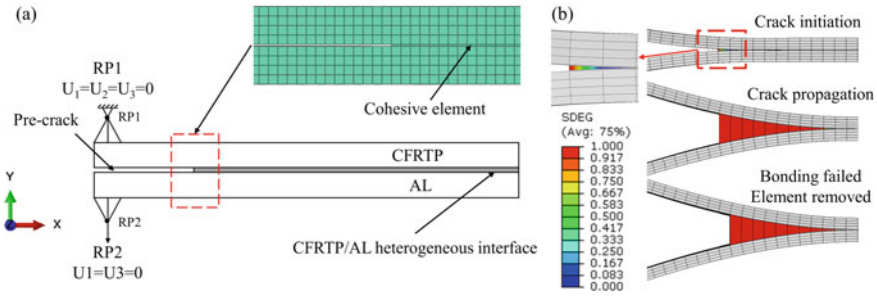 (a)
RP1
U₁=U₂=U₃=0
RP1
Pre-crack
Cohesive element
CFRTP
AL
Y
X
RP2
RP2
U1=U3=0
CFRTP/AL heterogeneous interface
(b)
Crack initiation
Crack propagation
Bonding failed
Element removed
SDEG
(Avg: 75%)
1.000
0.917
0.833
0.750
0.667
0.583
0.500
0.417
0.333
0.250
0.167
0.083
0.000